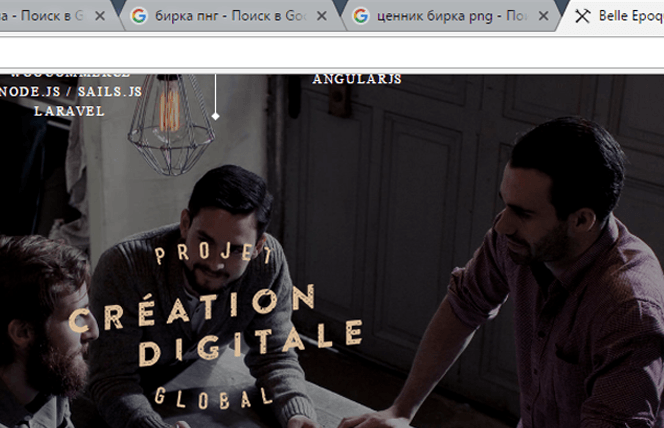 а - Поиск в G
бирка пнг - Поиск в Goo
ценник бирка png - Пои
Belle Epoq
WOOCOMMERCE
NODE.JS / SAILS.JS
LARAVEL
ANGULARJS
PROJET
CRÉATION
DIGITALE
GLOBAL